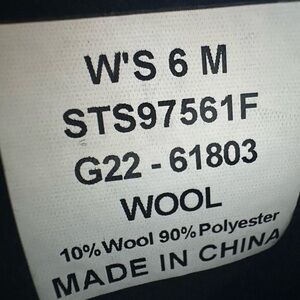 W'S 6 M
STS97561F
G22 - 61803
WOOL
10% Wool 90% Polyester
MADE IN CHINA